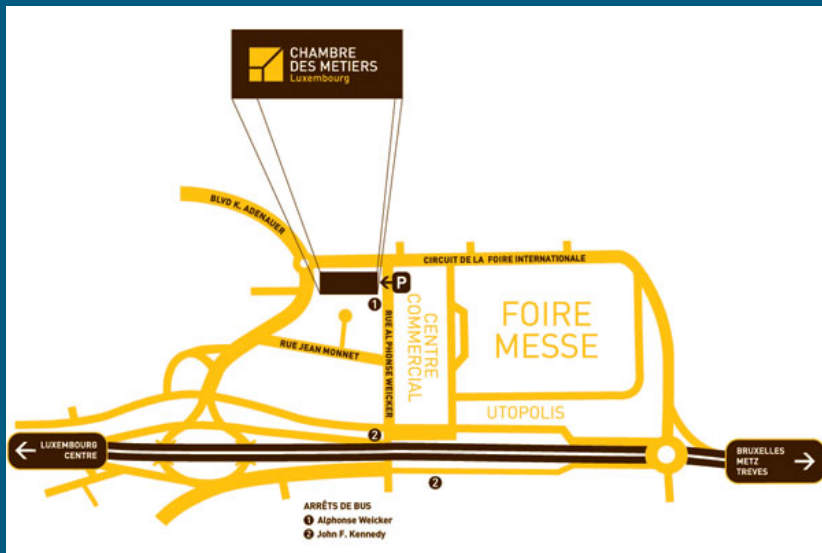 CHAMBRE
DES METIERS
Luxembourg
BLVD K. ADENAUER
CIRCUIT DE LA FOIRE INTERNATIONALE
P
1
RUE ALPHONSE WEICKER
CENTRE
COMMERCIAL
FOIRE
MESSE
RUE JEAN MONNET
UTOPOLIS
2
LUXEMBOURG
CENTRE
BRUXELLES
METZ
TREVES
2
ARRÊTS DE BUS
1 Alphonse Weicker
2 John F. Kennedy